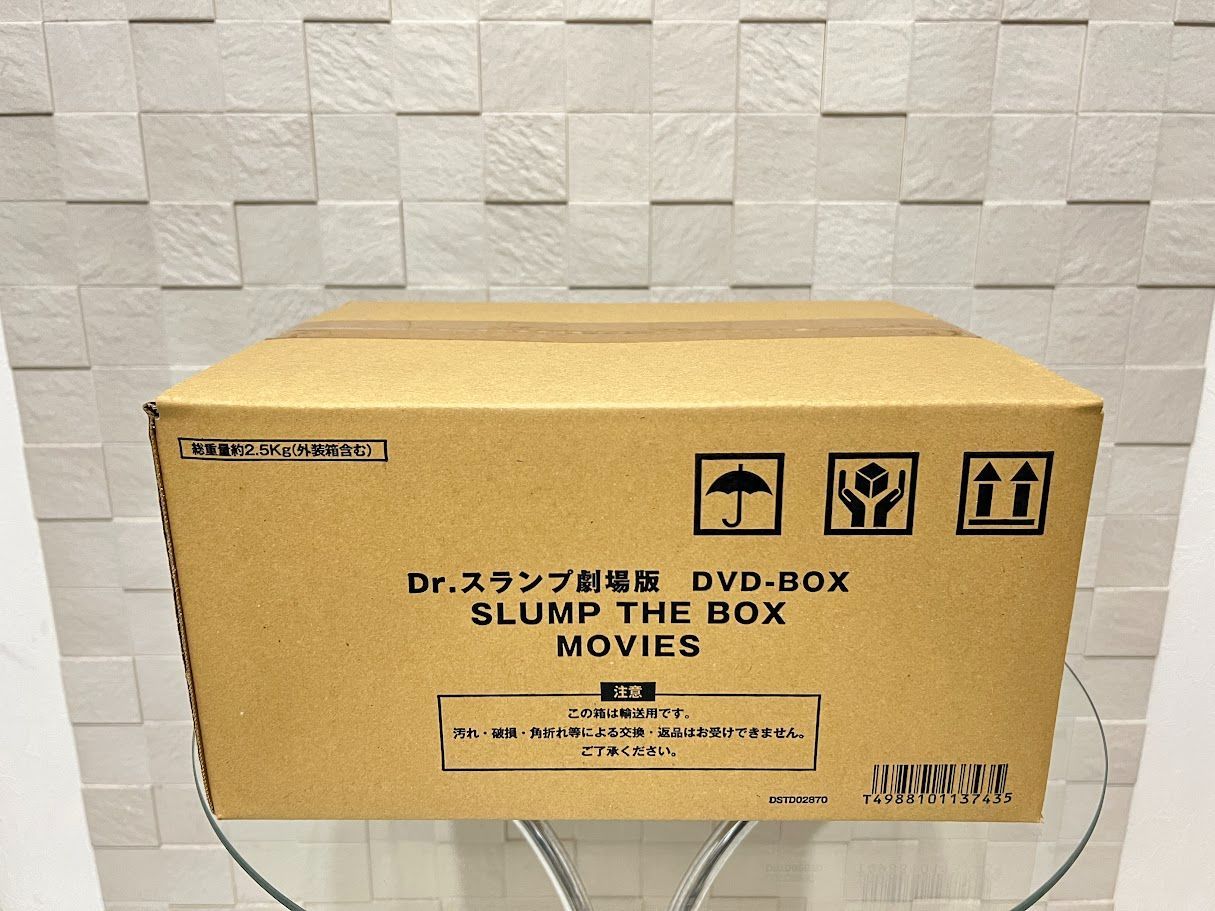 総重量約2.5Kg(外装箱含む)
Dr.スランプ劇場版 DVD-BOX
SLUMP THE BOX
MOVIES
注意
この箱は輸送用です。
汚れ・破損・角折れ等による交換・返品はお受けできません。
ご了承ください。
DSTD02870
T4988101137435